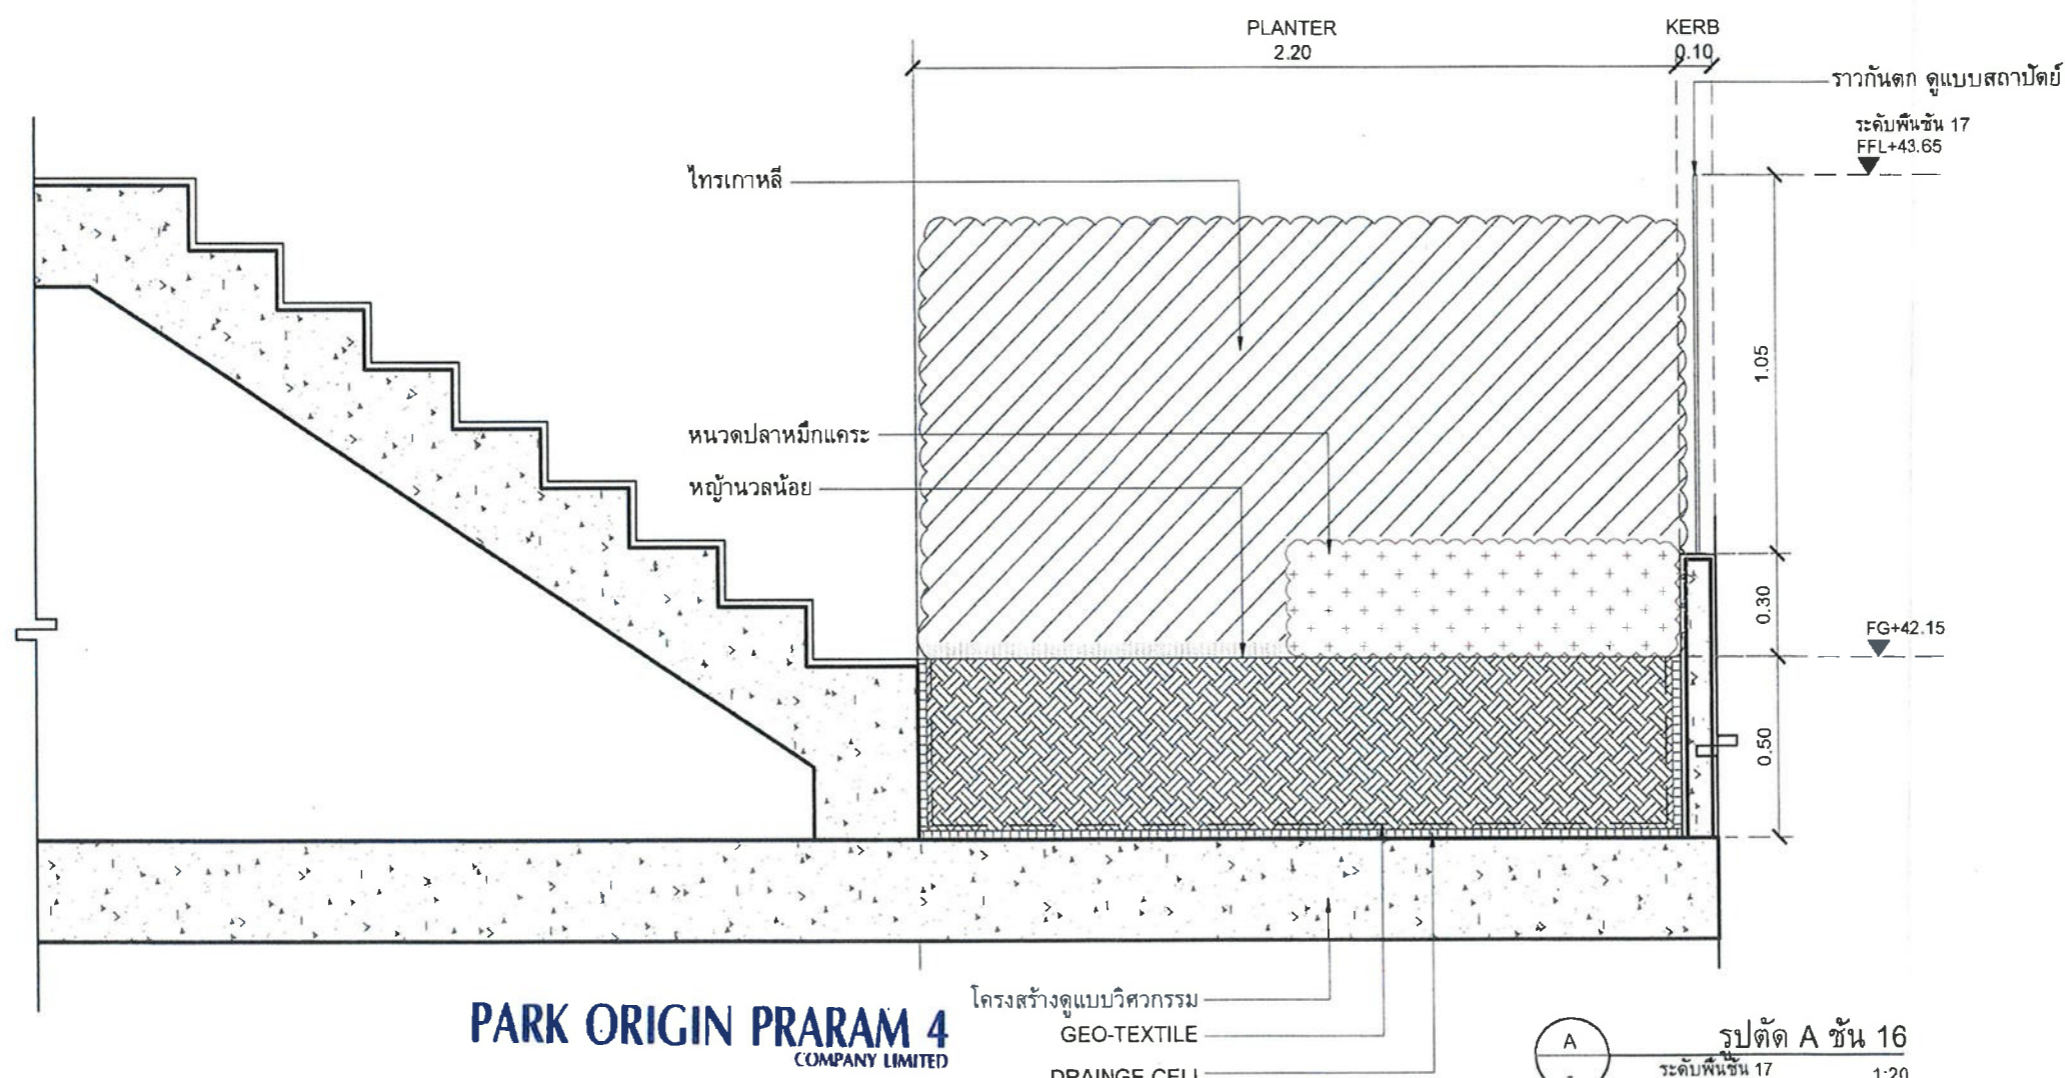 PLANTER
2.20
KERB
0.10
ราวกันตก ดูแบบสถาปัตย์
ระดับพื้นชั้น 17
FFL+43.65
ไทรเกาหลี
1.05
หนวดปลาหมึกแคระ
หญ้านวลน้อย
0.30
FG+42.15
0.50
โครงสร้างดูแบบวิศวกรรม
GEO-TEXTILE
DRAINGE CELL
PARK ORIGIN PRARAM 4
COMPANY LIMITED
A
รูปตัด A ชั้น 16
ระดับพื้นชั้น 17
1:20